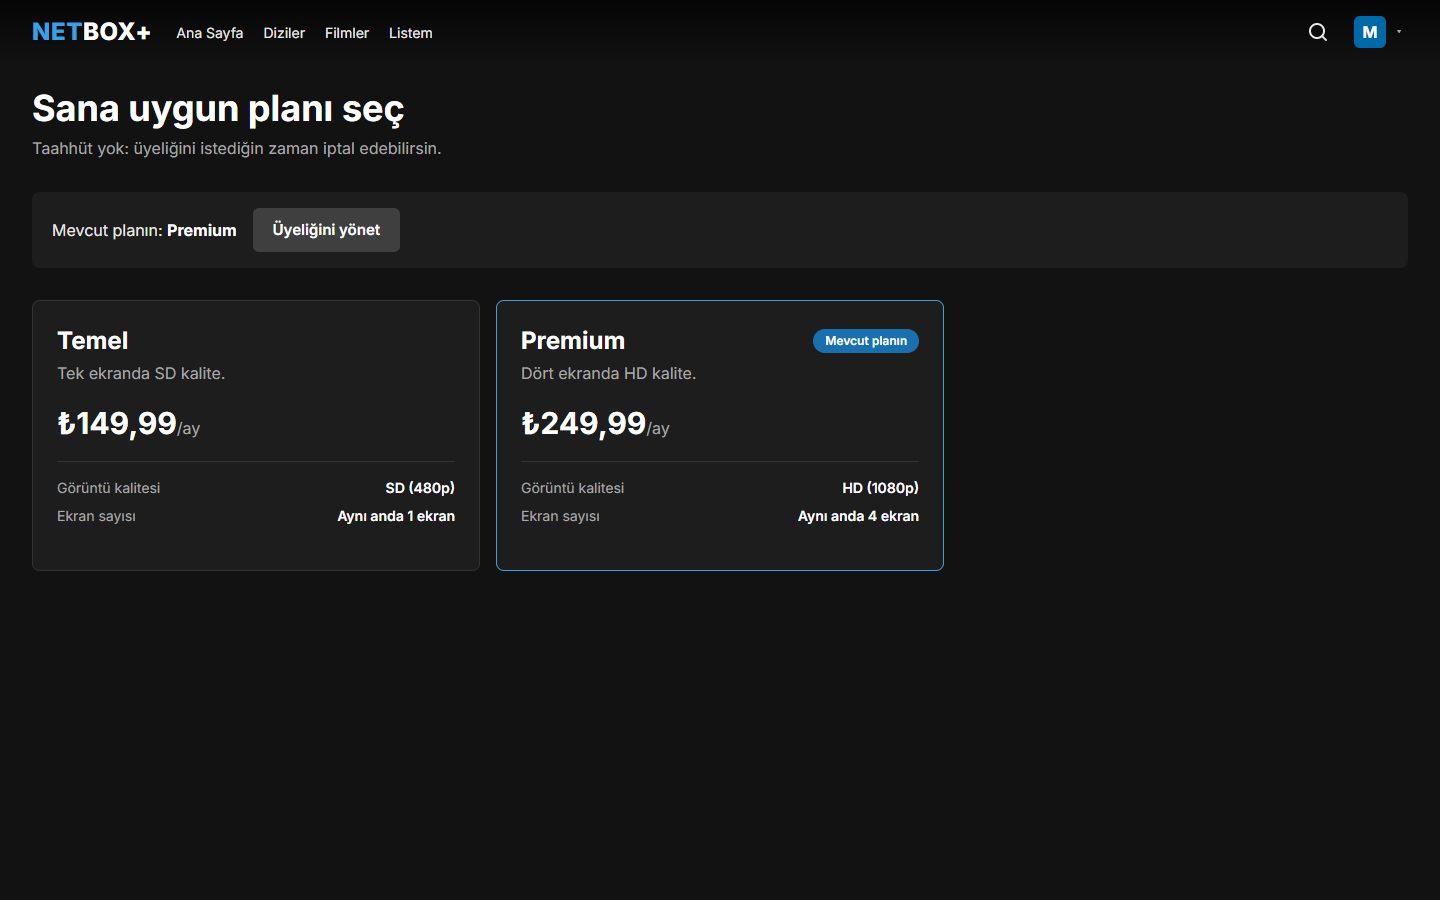 NETBOX+ Ana Sayfa Diziler Filmler Listem M
Sana uygun planı seç
Taahhüt yok: üyeliğini istediğin zaman iptal edebilirsin.
Mevcut planın: Premium Üyeliğini yönet
Temel
Tek ekranda SD kalite.
₺149,99/ay
Görüntü kalitesi SD (480p)
Ekran sayısı Aynı anda 1 ekran
Premium Mevcut planın
Dört ekranda HD kalite.
₺249,99/ay
Görüntü kalitesi HD (1080p)
Ekran sayısı Aynı anda 4 ekran